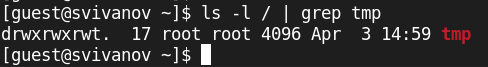 [guest@svivanov ~]$ ls -l / | grep tmp
drwxrwxrwt.  17 root root 4096 Apr  3 14:59 tmp
[guest@svivanov ~]$